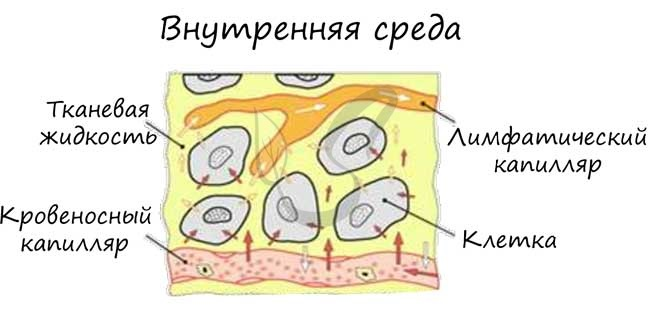 Внутренняя среда
Тканевая
жидкость
Лимфатический
капилляр
Кровеносный
капилляр
Клетка